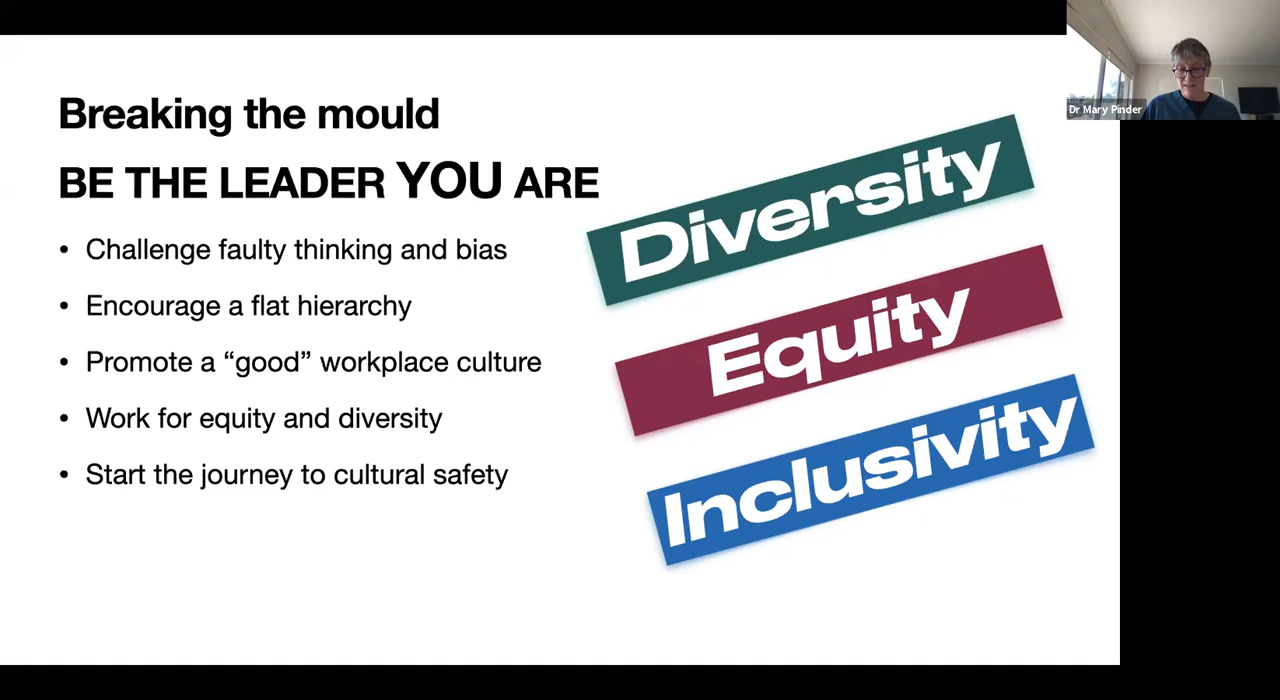 Breaking the mould
BE THE LEADER YOU ARE
• Challenge faulty thinking and bias
• Encourage a flat hierarchy
• Promote a “good” workplace culture
• Work for equity and diversity
• Start the journey to cultural safety
Diversity
Equity
Inclusivity
Dr Mary Pinder